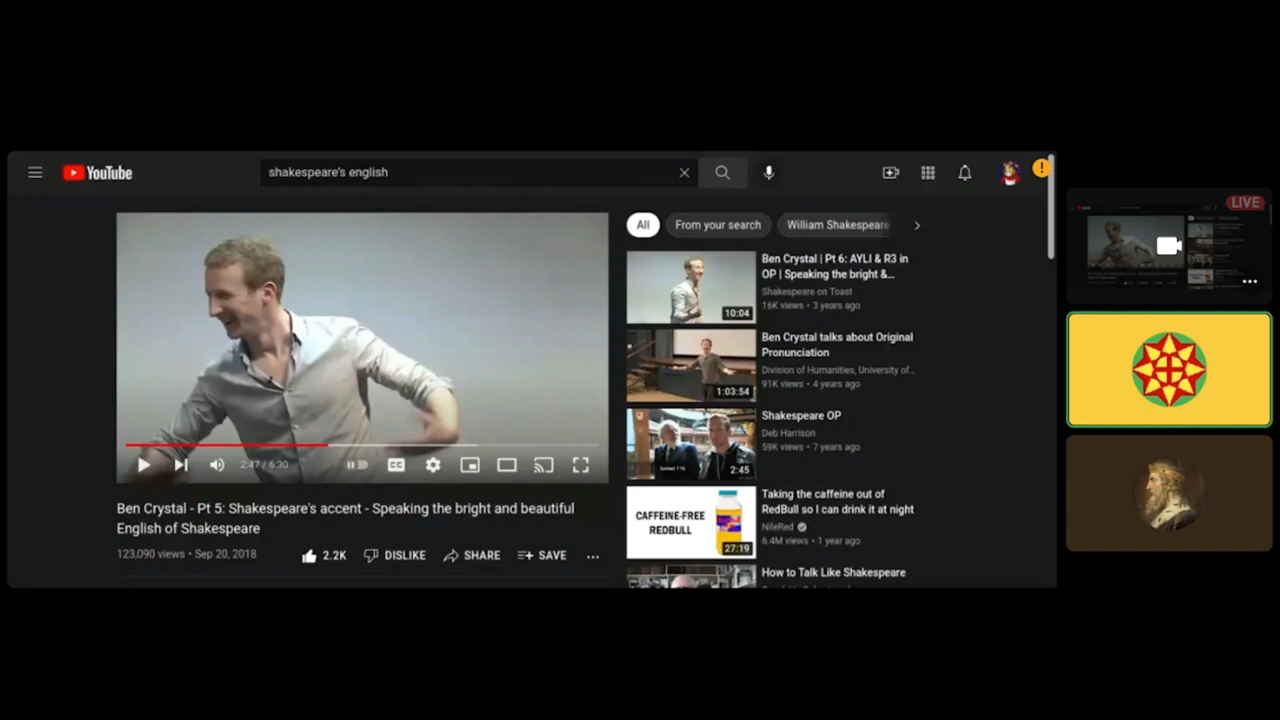 YouTube
shakespeare's english
LIVE
All
From your search
William Shakespeare
Ben Crystal | Pt 6: AYLI & R3 in
OP | Speaking the bright &...
Shakespeare on Toast
16K views • 3 years ago
10:04
Ben Crystal talks about Original
Pronunciation
Division of Humanities, University of...
91K views • 4 years ago
1:03:54
Shakespeare OP
Deb Harrison
59K views • 7 years ago
Sonnet 116
2:45
Taking the caffeine out of
RedBull so I can drink it at night
NileRed
6.4M views • 1 year ago
CAFFEINE-FREE
REDBULL
27:19
How to Talk Like Shakespeare
2:47 / 6:30
CC
Ben Crystal - Pt 5: Shakespeare's accent - Speaking the bright and beautiful
English of Shakespeare
123,090 views • Sep 20, 2018
2.2K
DISLIKE
SHARE
SAVE